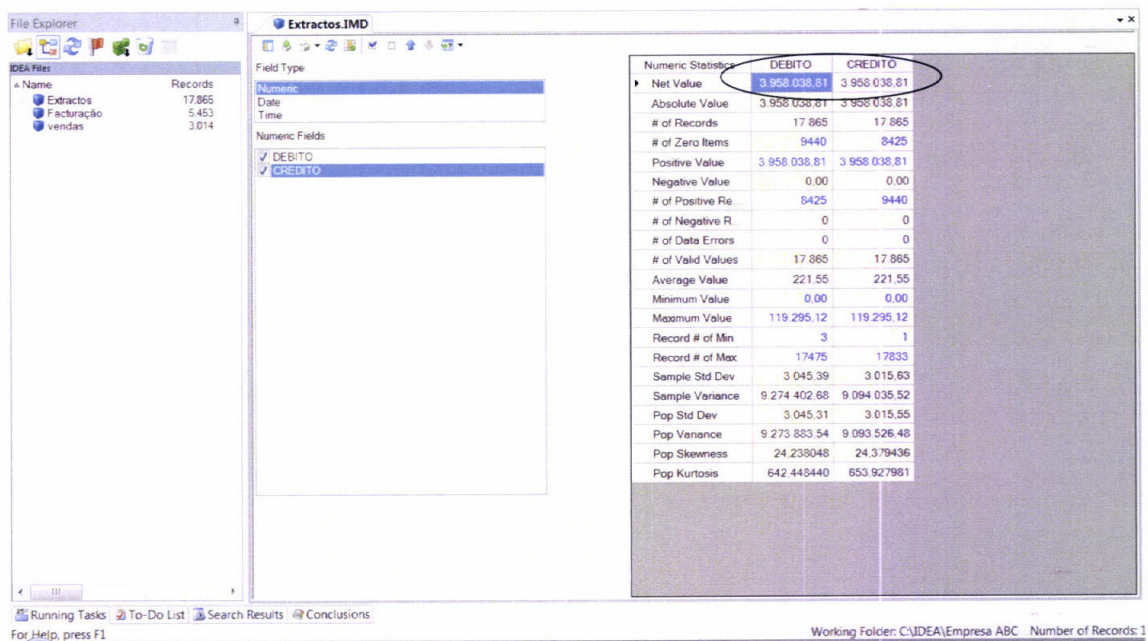 File Explorer
Extractos.IMD
IDEA Files
Name Records
Extractos 17.865
Facturação 5.453
vendas 3.014
Field Type
Numeric
Date
Time
Numeric Fields
DEBITO
CREDITO
Numeric Statistics DEBITO CREDITO
Net Value 3.958.038,81 3.958.038,81
Absolute Value 3.958.038,81 3.958.038,81
# of Records 17.865 17.865
# of Zero Items 9440 8425
Positive Value 3.958.038,81 3.958.038,81
Negative Value 0,00 0,00
# of Positive Re... 8425 9440
# of Negative R... 0 0
# of Data Errors 0 0
# of Valid Values 17.865 17.865
Average Value 221,55 221,55
Minimum Value 0,00 0,00
Maximum Value 119.295,12 119.295,12
Record # of Min 3 1
Record # of Max 17475 17833
Sample Std Dev 3.045,39 3.015,63
Sample Variance 9.274.402,68 9.094.035,52
Pop Std Dev 3.045,31 3.015,55
Pop Variance 9.273.883,54 9.093.526,48
Pop Skewness 24,238048 24,379436
Pop Kurtosis 642,448440 653,927981
Running Tasks To-Do List Search Results Conclusions
For Help, press F1 Working Folder: C:\IDEA\Empresa ABC Number of Records: 1